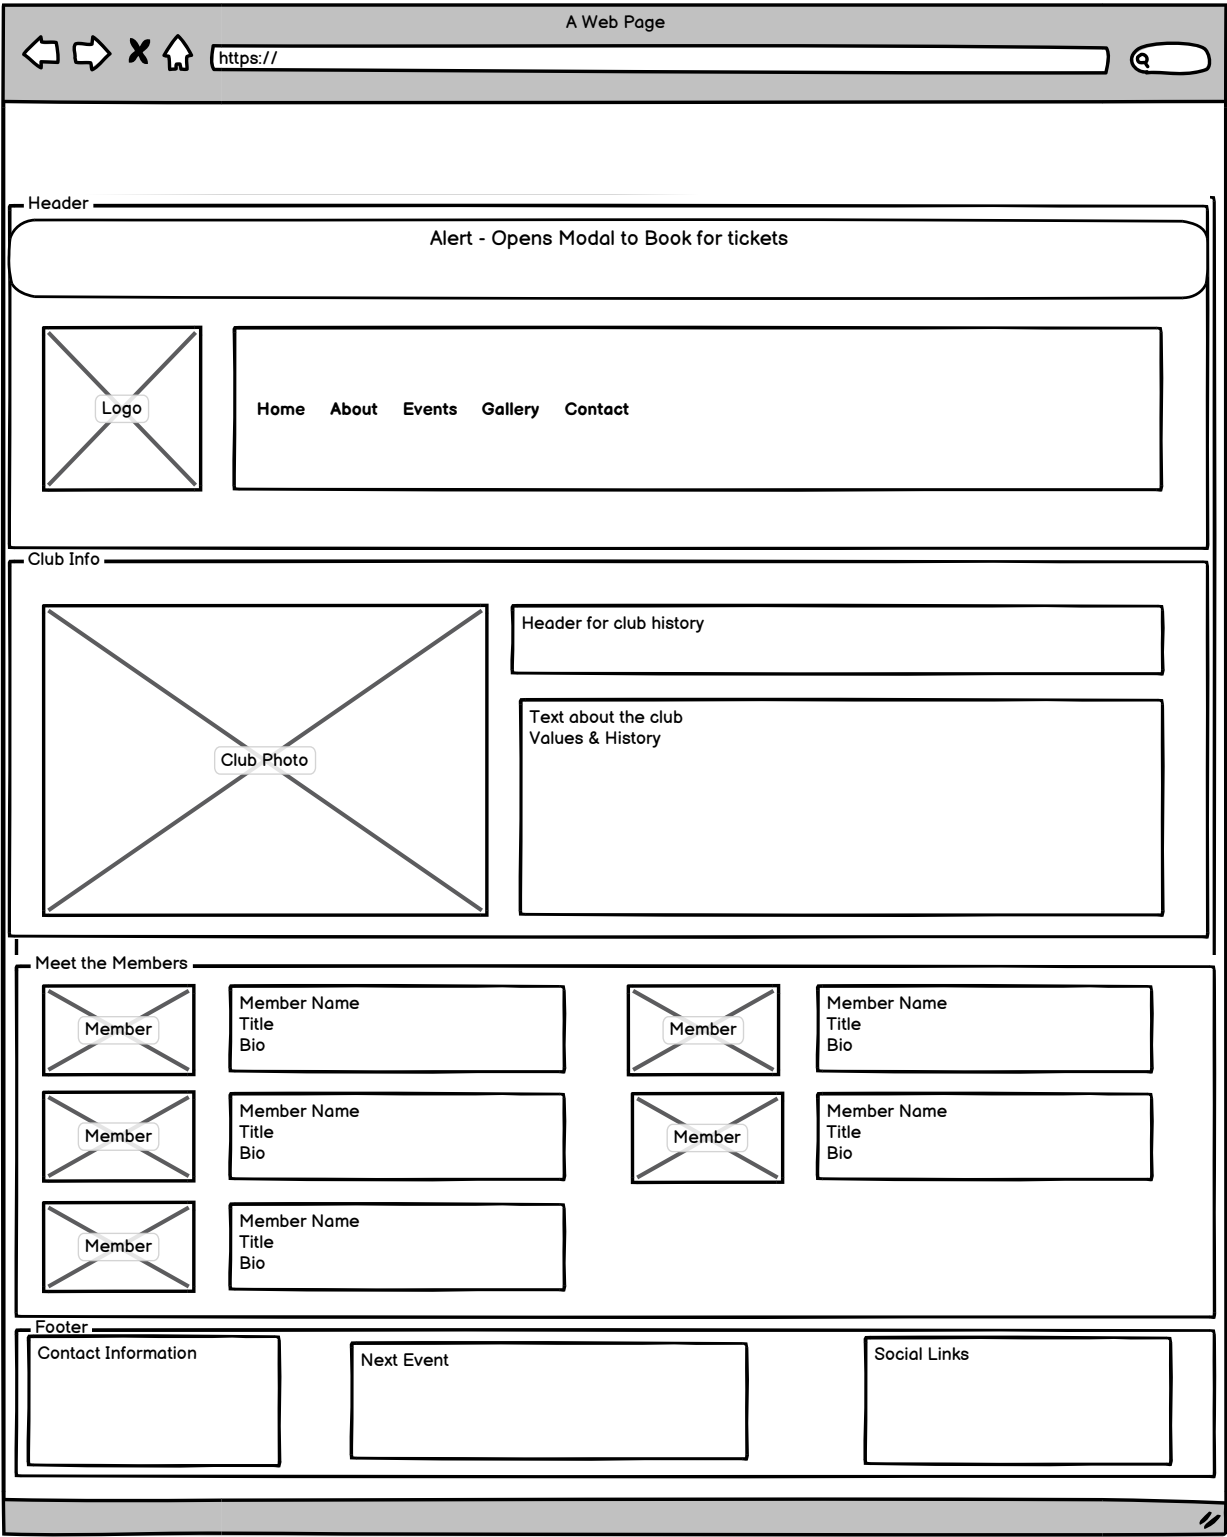 A Web Page
https://
Header
Alert - Opens Modal to Book for tickets
Logo
Home About Events Gallery Contact
Club Info
Club Photo
Header for club history
Text about the club
Values & History
Meet the Members
Member
Member Name
Title
Bio
Member
Member Name
Title
Bio
Member
Member Name
Title
Bio
Member
Member Name
Title
Bio
Member
Member Name
Title
Bio
Footer
Contact Information
Next Event
Social Links